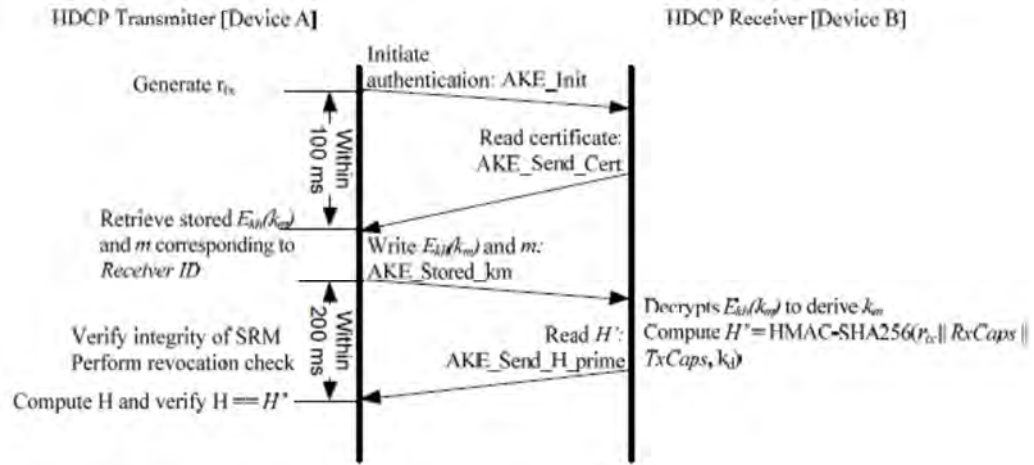 HDCP Transmitter [Device A]
HDCP Receiver [Device B]
Initiate
authentication: AKE_Init
Generate rtx
Within
100 ms
Read certificate:
AKE_Send_Cert
Retrieve stored Ekh(km)
and m corresponding to
Receiver ID
Write Ekh(km) and m:
AKE_Stored_km
Decrypts Ekh(km) to derive km
Within
200 ms
Verify integrity of SRM
Perform revocation check
Read H':
AKE_Send_H_prime
Compute H'=HMAC-SHA256(rtx|| RxCaps ||
TxCaps, kd)
Compute H and verify H == H'